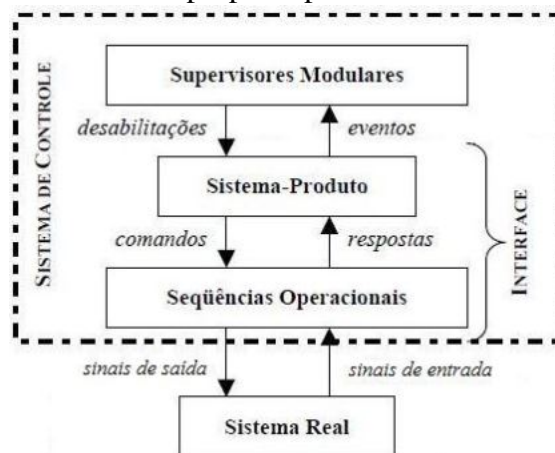 Supervisores Modulares
desabilitações
eventos
Sistema-Produto
comandos
respostas
Seqüências Operacionais
sinais de saída
sinais de entrada
Sistema Real
SISTEMA DE CONTROLE
INTERFACE